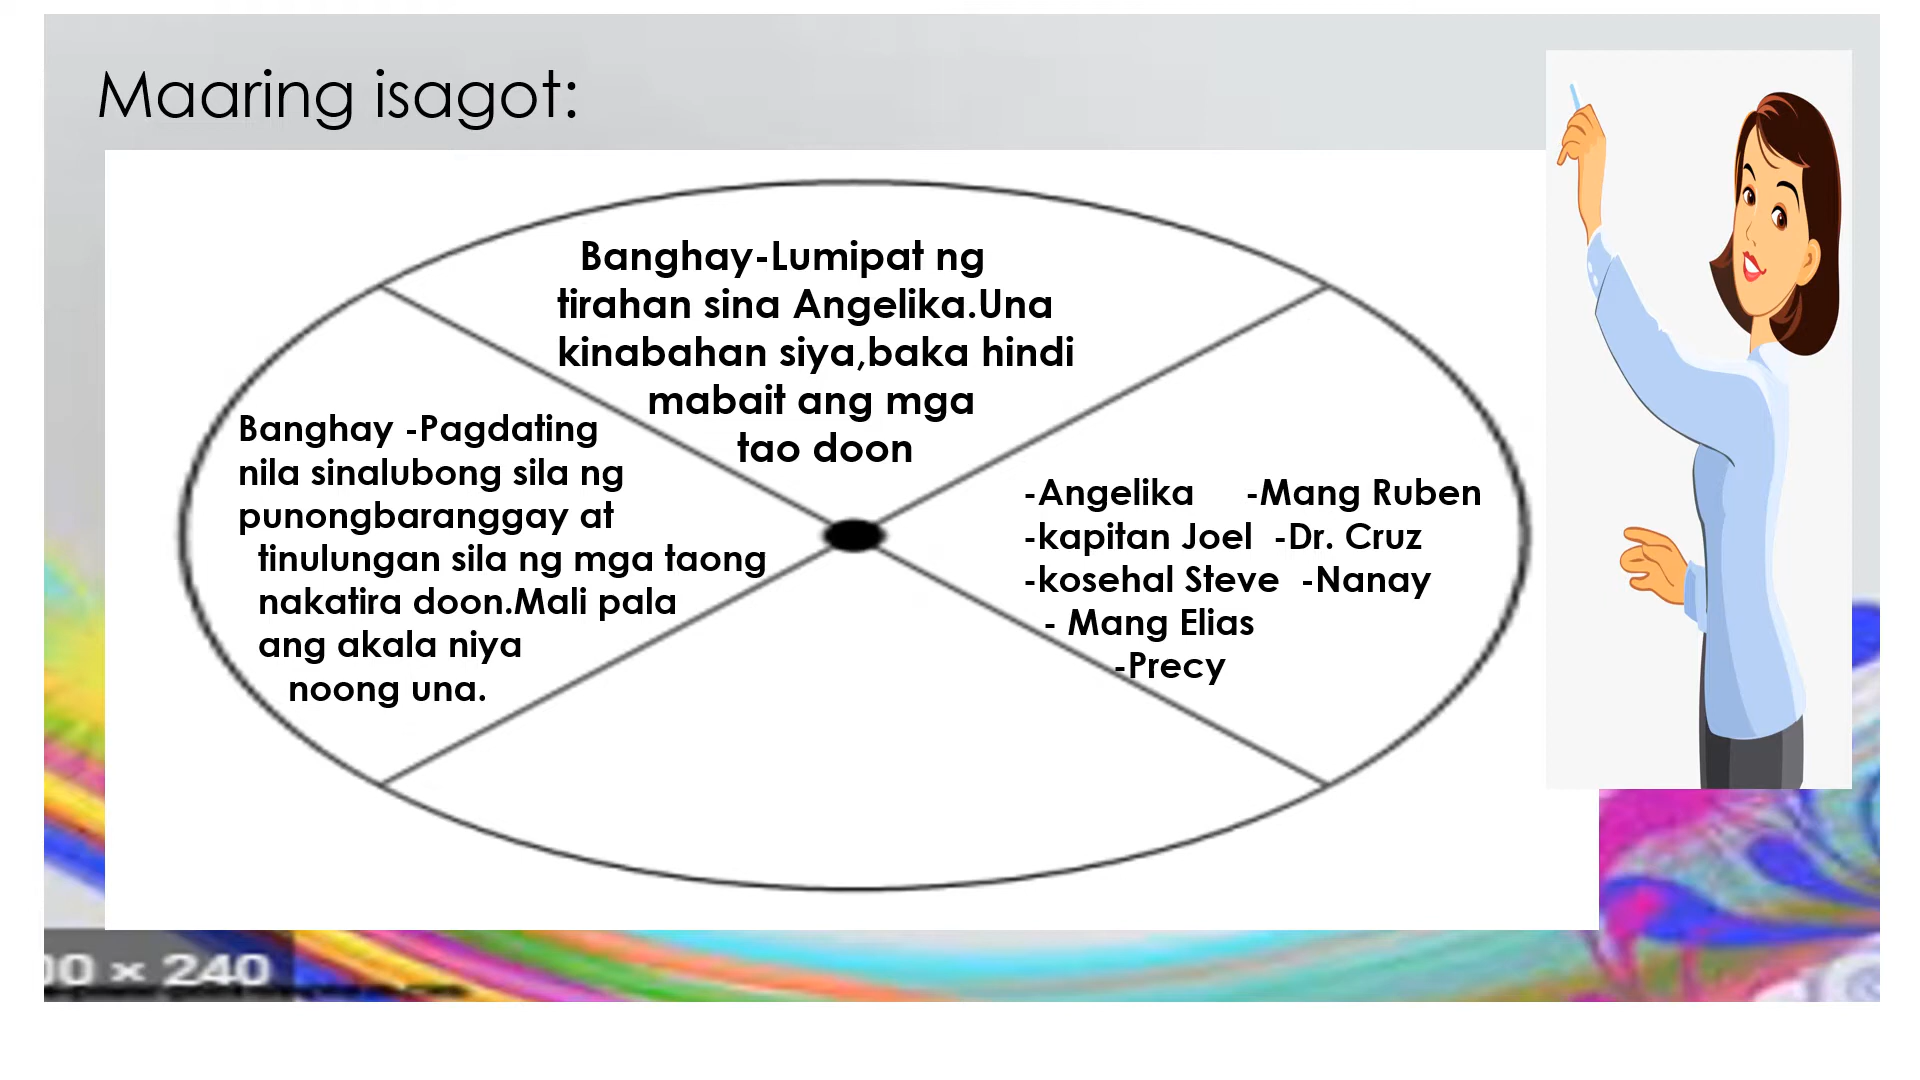 Maaring isagot:
Banghay-Lumipat ng
tirahan sina Angelika.Una
kinabahan siya,baka hindi
mabait ang mga
tao doon
Banghay -Pagdating
nila sinalubong sila ng
punongbaranggay at
tinulungan sila ng mga taong
nakatira doon.Mali pala
ang akala niya
noong una.
-Angelika -Mang Ruben
-kapitan Joel -Dr. Cruz
-kosehal Steve -Nanay
- Mang Elias
-Precy
00 × 240